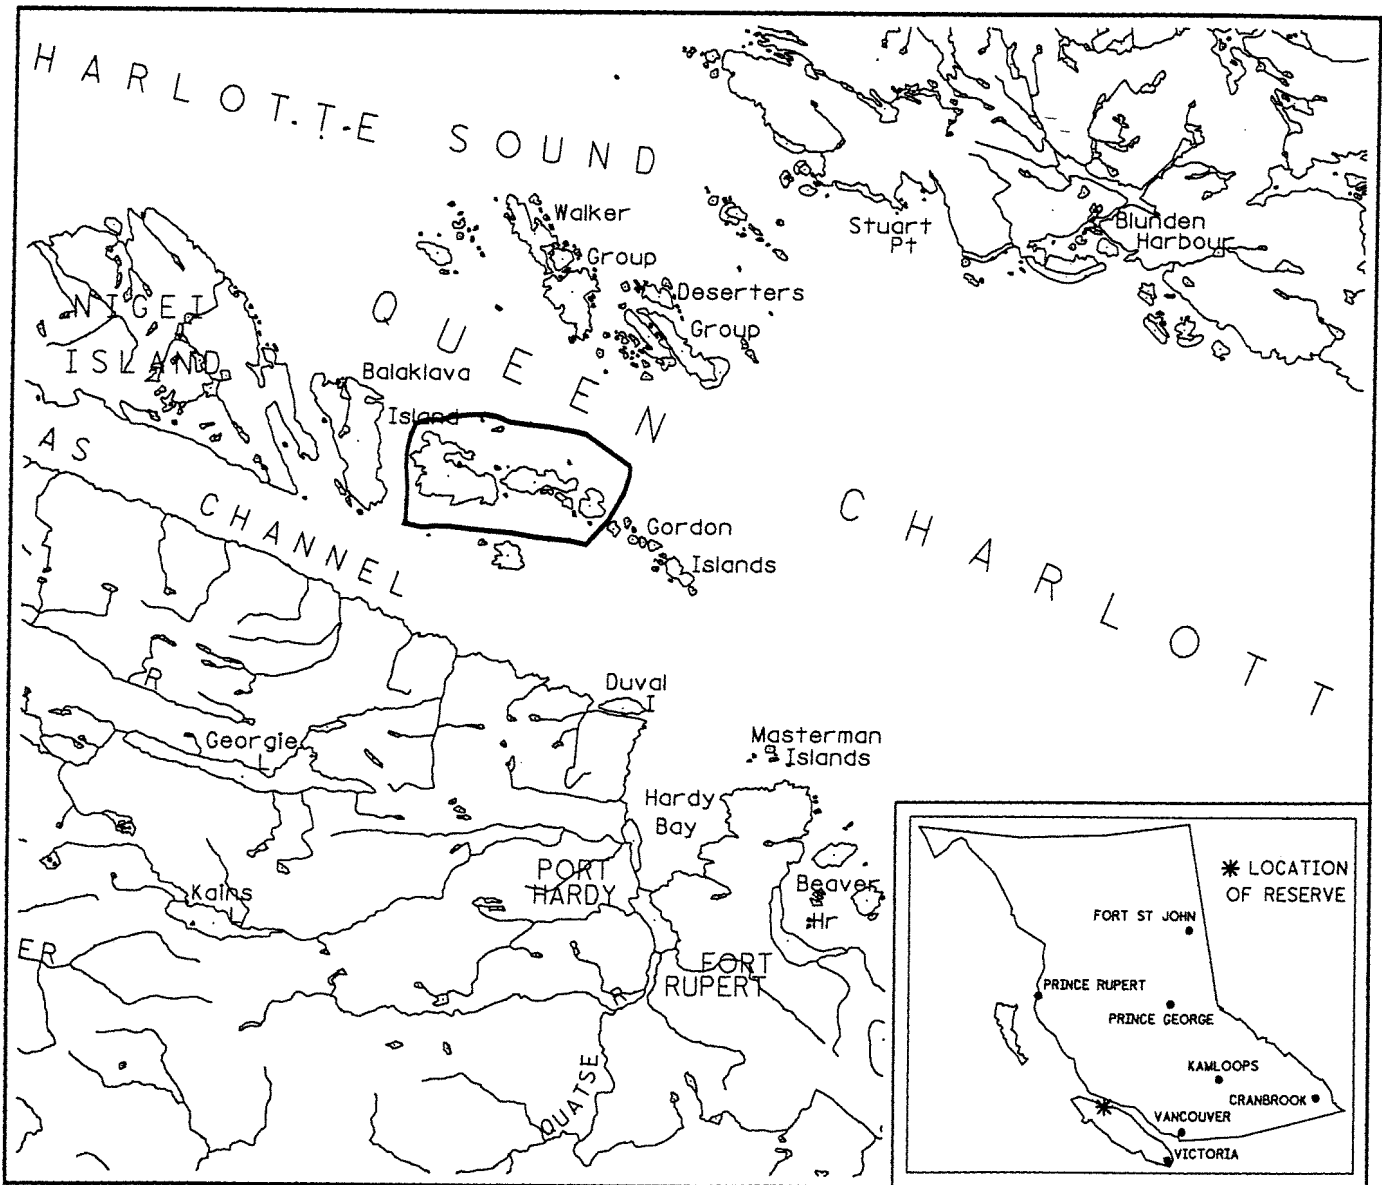 HARLOTTE SOUND
Walker
Group
Stuart
Pt
Blunden
Harbour
Deserters
Group
NIGEI
ISLAND
QUEEN
Balaklava
Island
AS
CHANNEL
CHARLOTT
Gordon
Islands
R
Duval
I
Georgie
L
Masterman
Islands
Hardy
Bay
PORT
HARDY
Kains
L
Beaver
Hr
ER
FORT
RUPERT
R
QUATSE
LOCATION
OF RESERVE
FORT ST JOHN
PRINCE RUPERT
PRINCE GEORGE
KAMLOOPS
CRANBROOK
VANCOUVER
VICTORIA